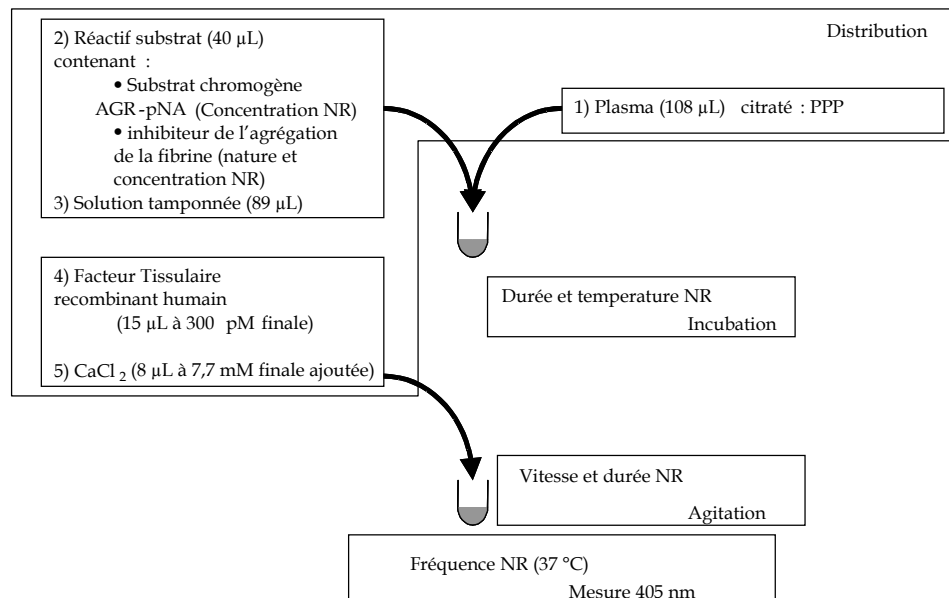 Distribution
2) Réactif substrat (40 µL)
contenant :
• Substrat chromogène
AGR-pNA (Concentration NR)
• inhibiteur de l'agrégation
de la fibrine (nature et
concentration NR)
3) Solution tamponnée (89 µL)
1) Plasma (108 µL) citraté : PPP
4) Facteur Tissulaire
recombinant humain
(15 µL à 300 pM finale)
5) CaCl2 (8 µL à 7,7 mM finale ajoutée)
Durée et temperature NR
Incubation
Vitesse et durée NR
Agitation
Fréquence NR (37 °C)
Mesure 405 nm